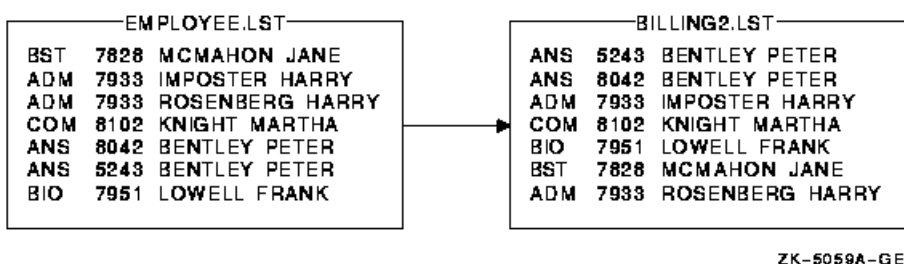 EMPLOYEE.LST
BST 7828 MCMAHON JANE
ADM 7933 IMPOSTER HARRY
ADM 7933 ROSENBERG HARRY
COM 8102 KNIGHT MARTHA
ANS 8042 BENTLEY PETER
ANS 5243 BENTLEY PETER
BIO 7951 LOWELL FRANK
BILLING2.LST
ANS 5243 BENTLEY PETER
ANS 8042 BENTLEY PETER
ADM 7933 IMPOSTER HARRY
COM 8102 KNIGHT MARTHA
BIO 7951 LOWELL FRANK
BST 7828 MCMAHON JANE
ADM 7933 ROSENBERG HARRY
ZK-5059A-GE